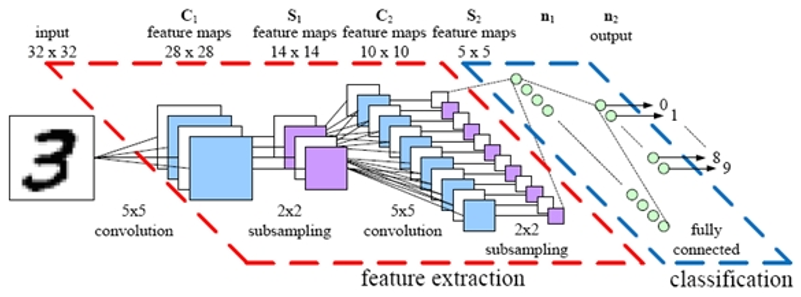 C1
S1
C2
S2
n1
n2
input
feature maps
feature maps
feature maps
feature maps
output
32 x 32
28 x 28
14 x 14
10 x 10
5 x 5
3
0
1
8
9
5x5
convolution
2x2
subsampling
5x5
convolution
2x2
subsampling
fully
connected
feature extraction
classification